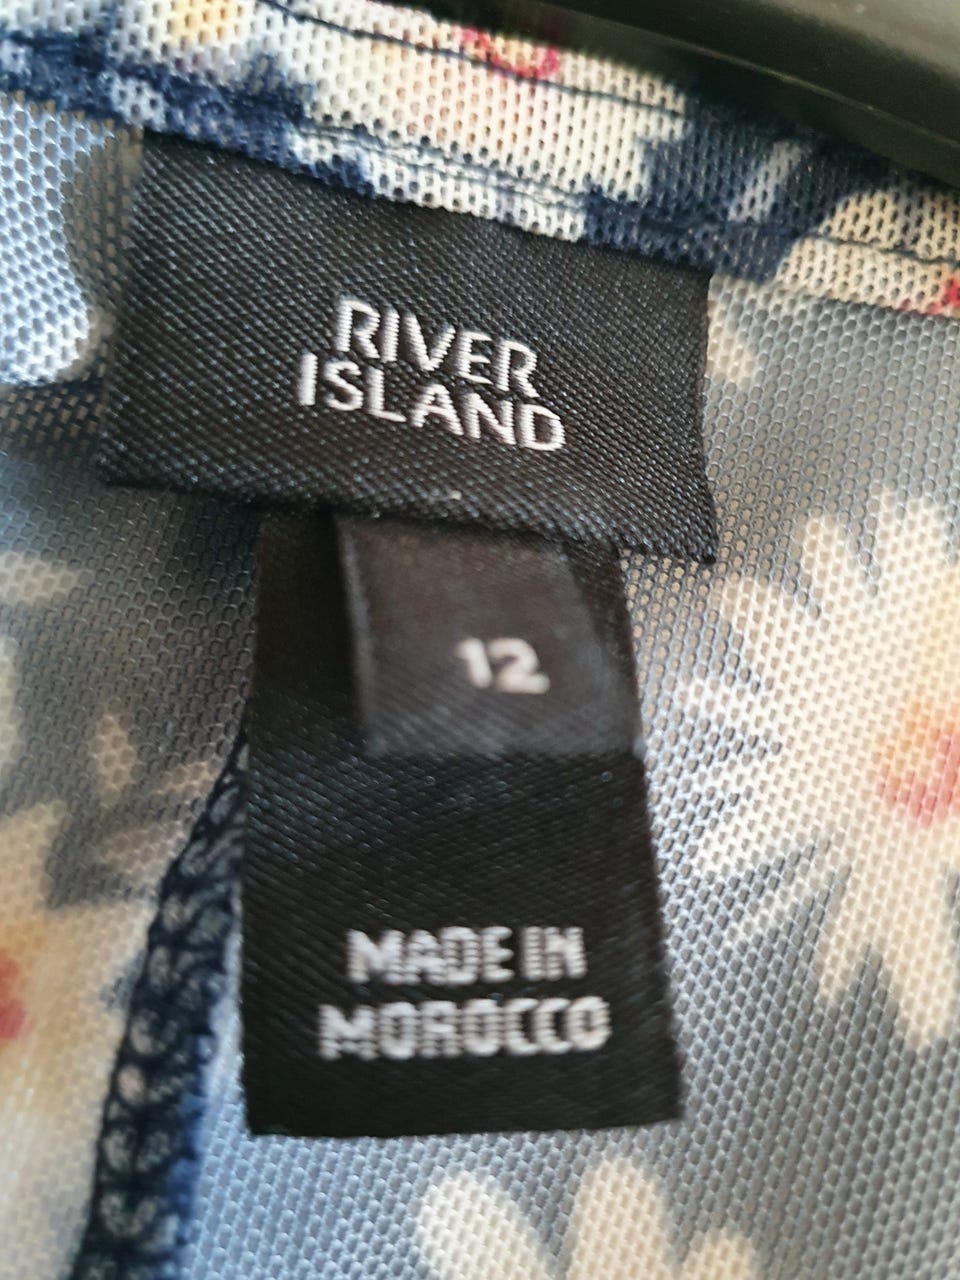 RIVER
ISLAND
12
MADE IN
MOROCCO